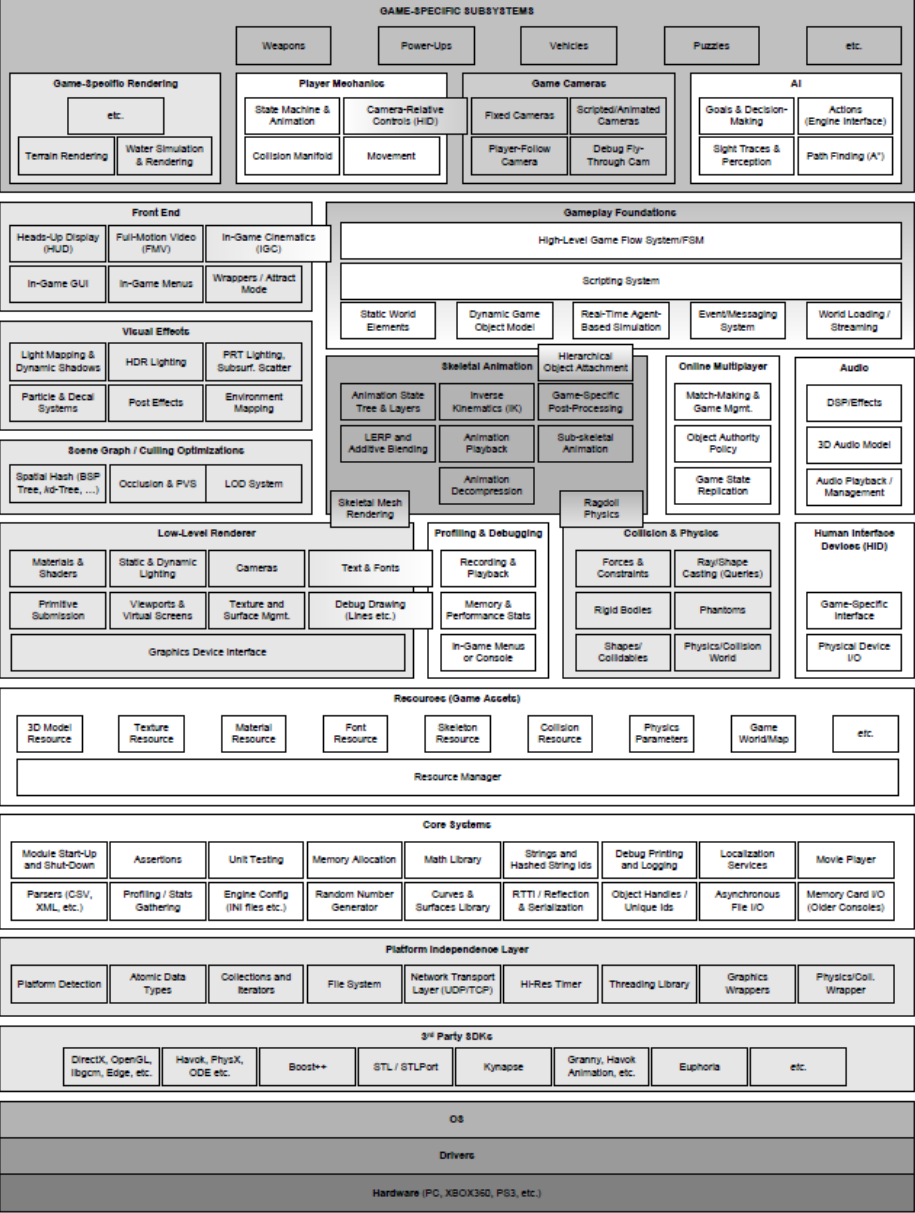 GAME-SPECIFIC SUBSYSTEMS
Weapons
Power-Ups
Vehicles
Puzzles
etc.
Game-Specific Rendering
etc.
Terrain Rendering
Water Simulation
& Rendering
Player Mechanics
State Machine &
Animation
Camera-Relative
Controls (HID)
Collision Manifold
Movement
Game Cameras
Fixed Cameras
Scripted/Animated
Cameras
Player-Follow
Camera
Debug Fly-
Through Cam
AI
Goals & Decision-
Making
Actions
(Engine Interface)
Sight Traces &
Perception
Path Finding (A*)
Front End
Heads-Up Display
(HUD)
Full-Motion Video
(FMV)
In-Game Cinematics
(IGC)
In-Game GUI
In-Game Menus
Wrappers / Attract
Mode
Gameplay Foundations
High-Level Game Flow System/FSM
Scripting System
Static World
Elements
Dynamic Game
Object Model
Real-Time Agent-
Based Simulation
Event/Messaging
System
World Loading /
Streaming
Visual Effects
Light Mapping &
Dynamic Shadows
HDR Lighting
PRT Lighting,
Subsurf. Scatter
Particle & Decal
Systems
Post Effects
Environment
Mapping
Skeletal Animation
Hierarchical
Object Attachment
Animation State
Tree & Layers
Inverse
Kinematics (IK)
Game-Specific
Post-Processing
LERP and
Additive Blending
Animation
Playback
Sub-skeletal
Animation
Animation
Decompression
Skeletal Mesh
Rendering
Ragdoll
Physics
Online Multiplayer
Match-Making &
Game Mgmt.
Object Authority
Policy
Game State
Replication
Audio
DSP/Effects
3D Audio Model
Audio Playback /
Management
Scene Graph / Culling Optimizations
Spatial Hash (BSP
Tree, kd-Tree, ...)
Occlusion & PVS
LOD System
Low-Level Renderer
Materials &
Shaders
Static & Dynamic
Lighting
Cameras
Text & Fonts
Primitive
Submission
Viewports &
Virtual Screens
Texture and
Surface Mgmt.
Debug Drawing
(Lines etc.)
Graphics Device Interface
Profiling & Debugging
Recording &
Playback
Memory &
Performance Stats
In-Game Menus
or Console
Collision & Physics
Forces &
Constraints
Ray/Shape
Casting (Queries)
Rigid Bodies
Phantoms
Shapes/
Collidables
Physics/Collision
World
Human Interface
Devices (HID)
Game-Specific
Interface
Physical Device
I/O
Resources (Game Assets)
3D Model
Resource
Texture
Resource
Material
Resource
Font
Resource
Skeleton
Resource
Collision
Resource
Physics
Parameters
Game
World/Map
etc.
Resource Manager
Core Systems
Module Start-Up
and Shut-Down
Assertions
Unit Testing
Memory Allocation
Math Library
Strings and
Hashed String Ids
Debug Printing
and Logging
Localization
Services
Movie Player
Parsers (CSV,
XML, etc.)
Profiling / Stats
Gathering
Engine Config
(INI files etc.)
Random Number
Generator
Curves &
Surfaces Library
RTTI / Reflection
& Serialization
Object Handles /
Unique Ids
Asynchronous
File I/O
Memory Card I/O
(Older Consoles)
Platform Independence Layer
Platform Detection
Atomic Data
Types
Collections and
Iterators
File System
Network Transport
Layer (UDP/TCP)
Hi-Res Timer
Threading Library
Graphics
Wrappers
Physics/Coll.
Wrapper
3rd Party SDKs
DirectX, OpenGL,
libgcm, Edge, etc.
Havok, PhysX,
ODE etc.
Boost++
STL / STLPort
Kynapse
Granny, Havok
Animation, etc.
Euphoria
etc.
OS
Drivers
Hardware (PC, XBOX360, PS3, etc.)